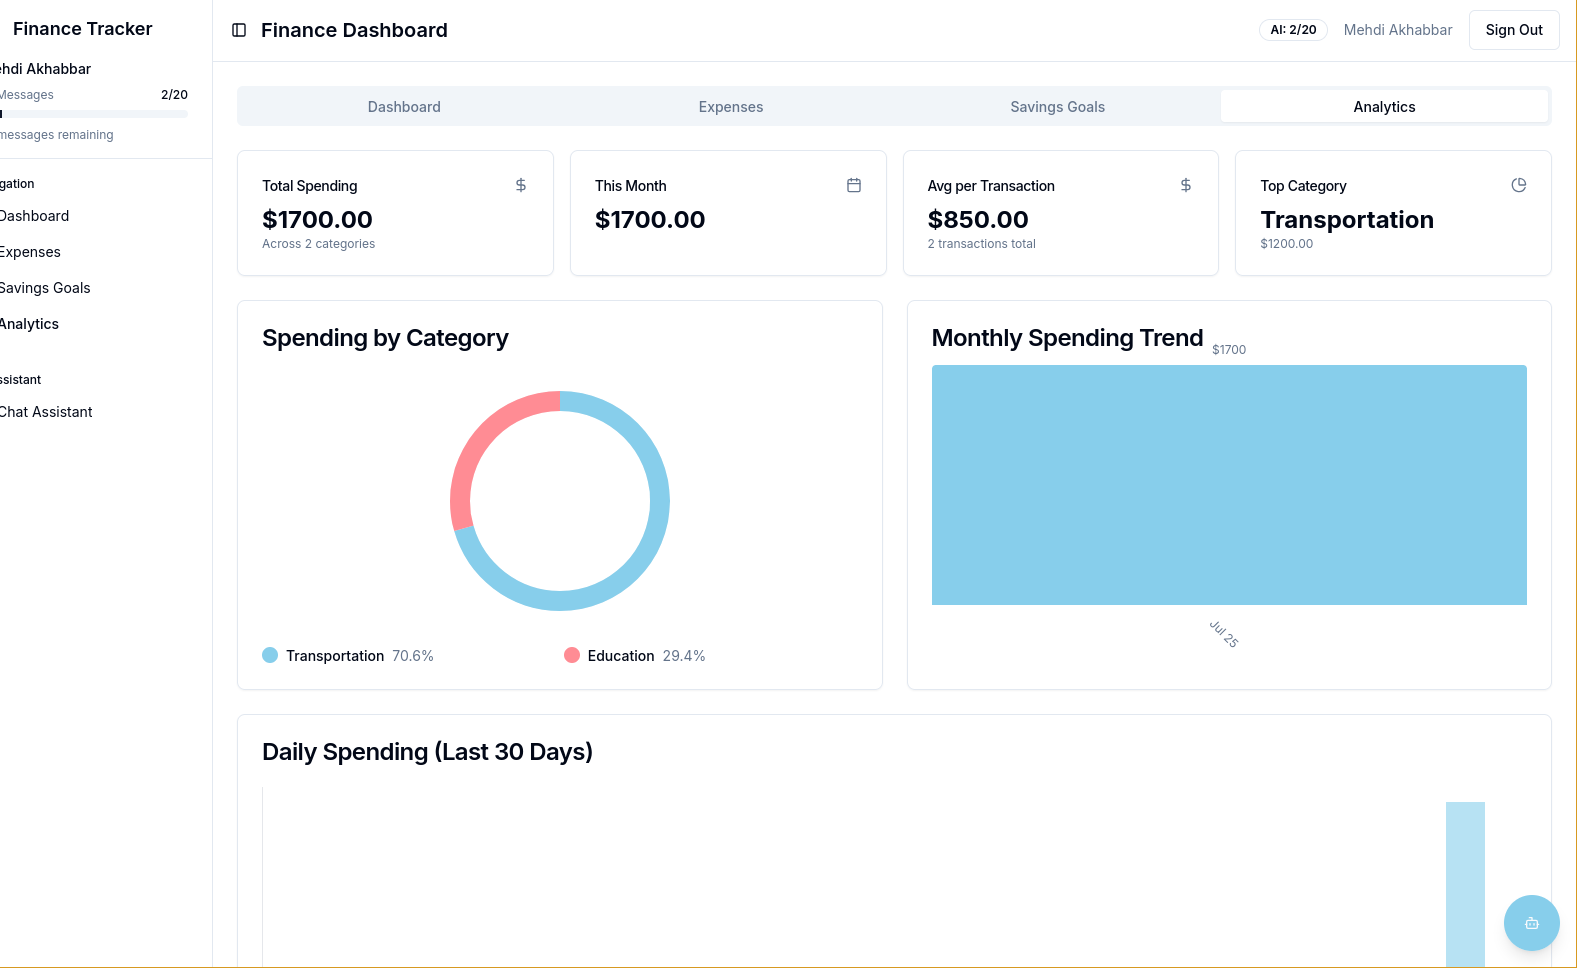 Finance Tracker
ehdi Akhabbar
Messages 2/20
messages remaining
gation
Dashboard
Expenses
Savings Goals
Analytics
ssistant
Chat Assistant
Finance Dashboard
AI: 2/20
Mehdi Akhabbar
Sign Out
Dashboard
Expenses
Savings Goals
Analytics
Total Spending
$1700.00
Across 2 categories
This Month
$1700.00
Avg per Transaction
$850.00
2 transactions total
Top Category
Transportation
$1200.00
Spending by Category
Transportation 70.6%
Education 29.4%
Monthly Spending Trend
$1700
Jul 25
Daily Spending (Last 30 Days)